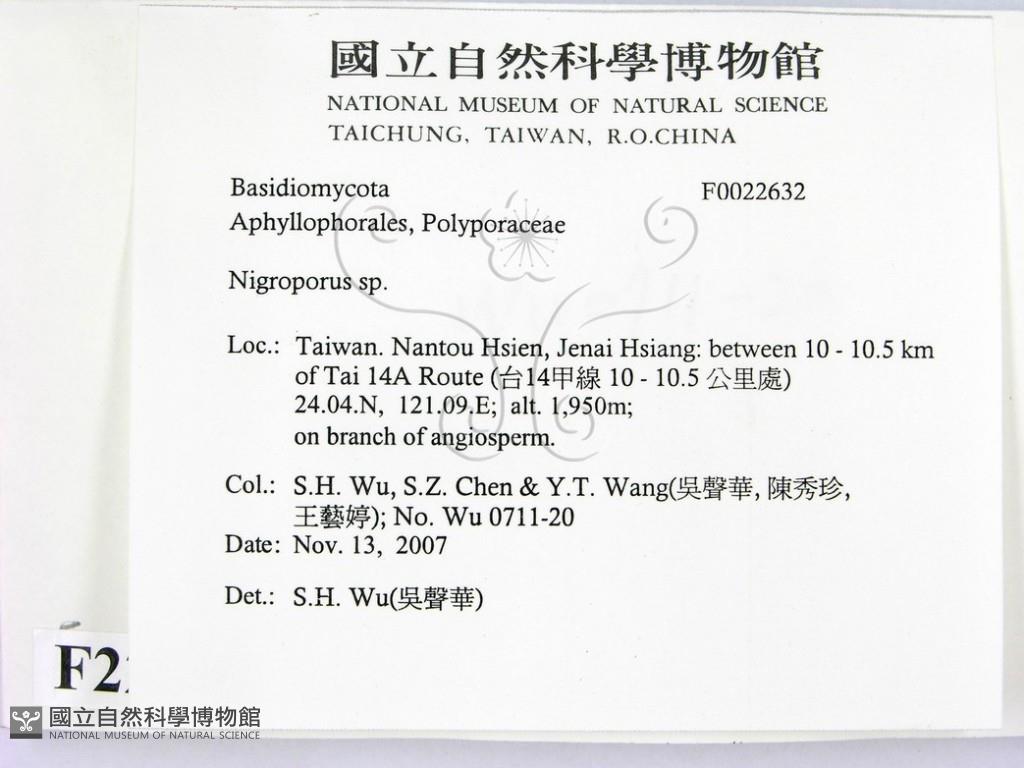 國立自然科學博物館
NATIONAL MUSEUM OF NATURAL SCIENCE
TAICHUNG, TAIWAN, R.O.CHINA
Basidiomycota F0022632
Aphyllophorales, Polyporaceae
Nigroporus sp.
Loc.: Taiwan. Nantou Hsien, Jenai Hsiang: between 10 - 10.5 km
of Tai 14A Route (台14甲線 10 - 10.5 公里處)
24.04.N, 121.09.E; alt. 1,950m;
on branch of angiosperm.
Col.: S.H. Wu, S.Z. Chen & Y.T. Wang(吳聲華, 陳秀珍,
王藝婷); No. Wu 0711-20
Date: Nov. 13, 2007
Det.: S.H. Wu(吳聲華)
國立自然科學博物館
NATIONAL MUSEUM OF NATURAL SCIENCE